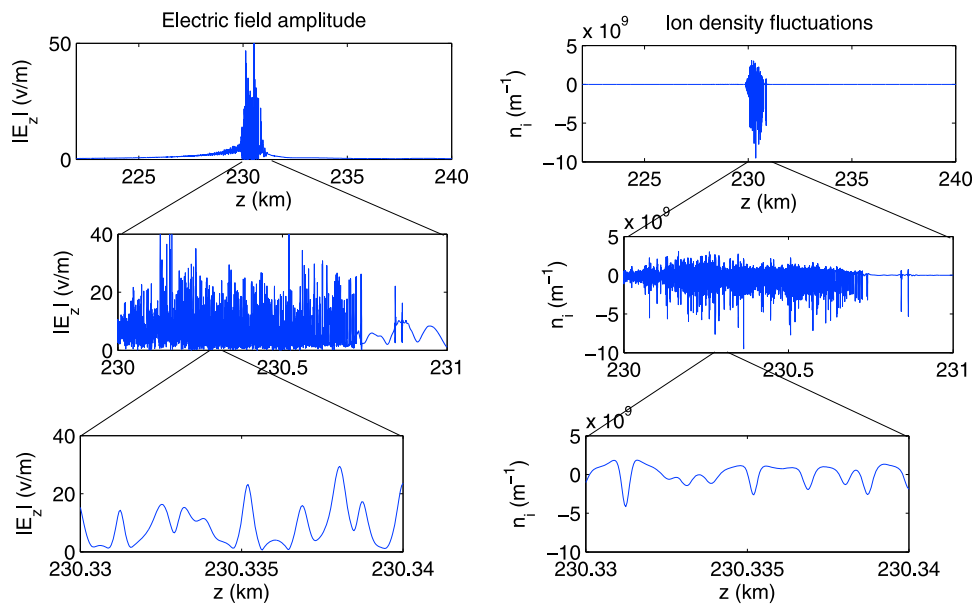 Electric field amplitude
50
0
|E_z| (v/m)
225 230 235 240
z (km)
40
20
0
|E_z| (v/m)
230 230.5 231
40
20
0
|E_z| (v/m)
230.33 230.335 230.34
z (km)
Ion density fluctuations
x 10^9
5
0
−5
−10
n_i (m^−1)
225 230 235 240
z (km)
x 10^9
5
0
−5
−10
n_i (m^−1)
230 230.5 231
x 10^9
5
0
−5
−10
n_i (m^−1)
230.33 230.335 230.34
z (km)